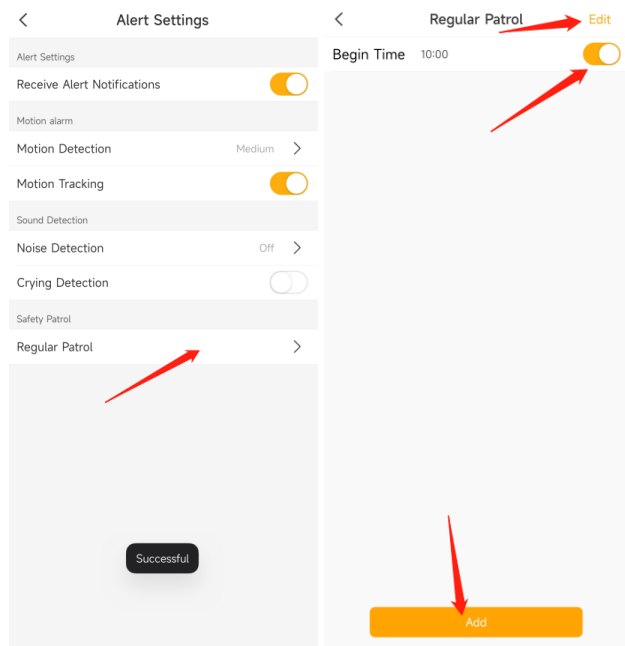 Alert Settings
Alert Settings
Receive Alert Notifications
Motion alarm
Motion Detection Medium
Motion Tracking
Sound Detection
Noise Detection Off
Crying Detection
Safety Patrol
Regular Patrol
Successful
Regular Patrol Edit
Begin Time 10:00
Add